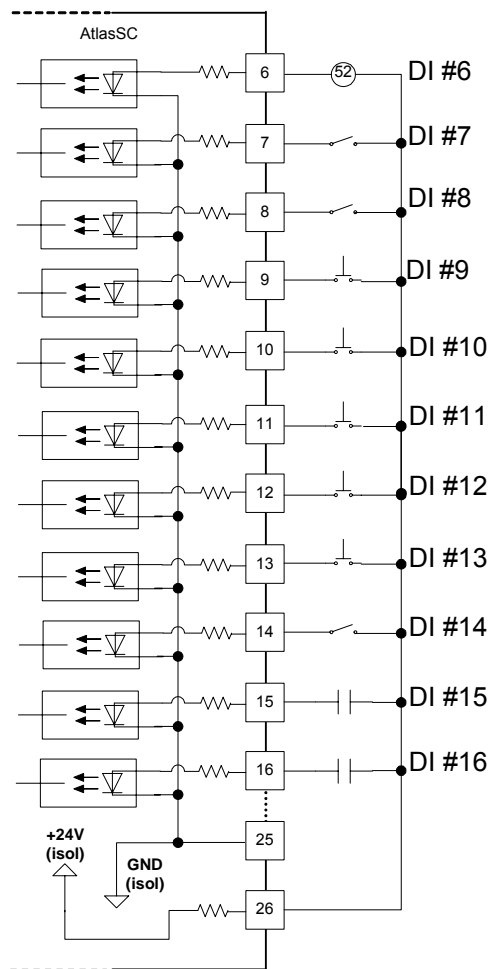 AtlasSC
6 52 DI #6
7 DI #7
8 DI #8
9 DI #9
10 DI #10
11 DI #11
12 DI #12
13 DI #13
14 DI #14
15 DI #15
16 DI #16
+24V
(isol)
25
GND
(isol)
26